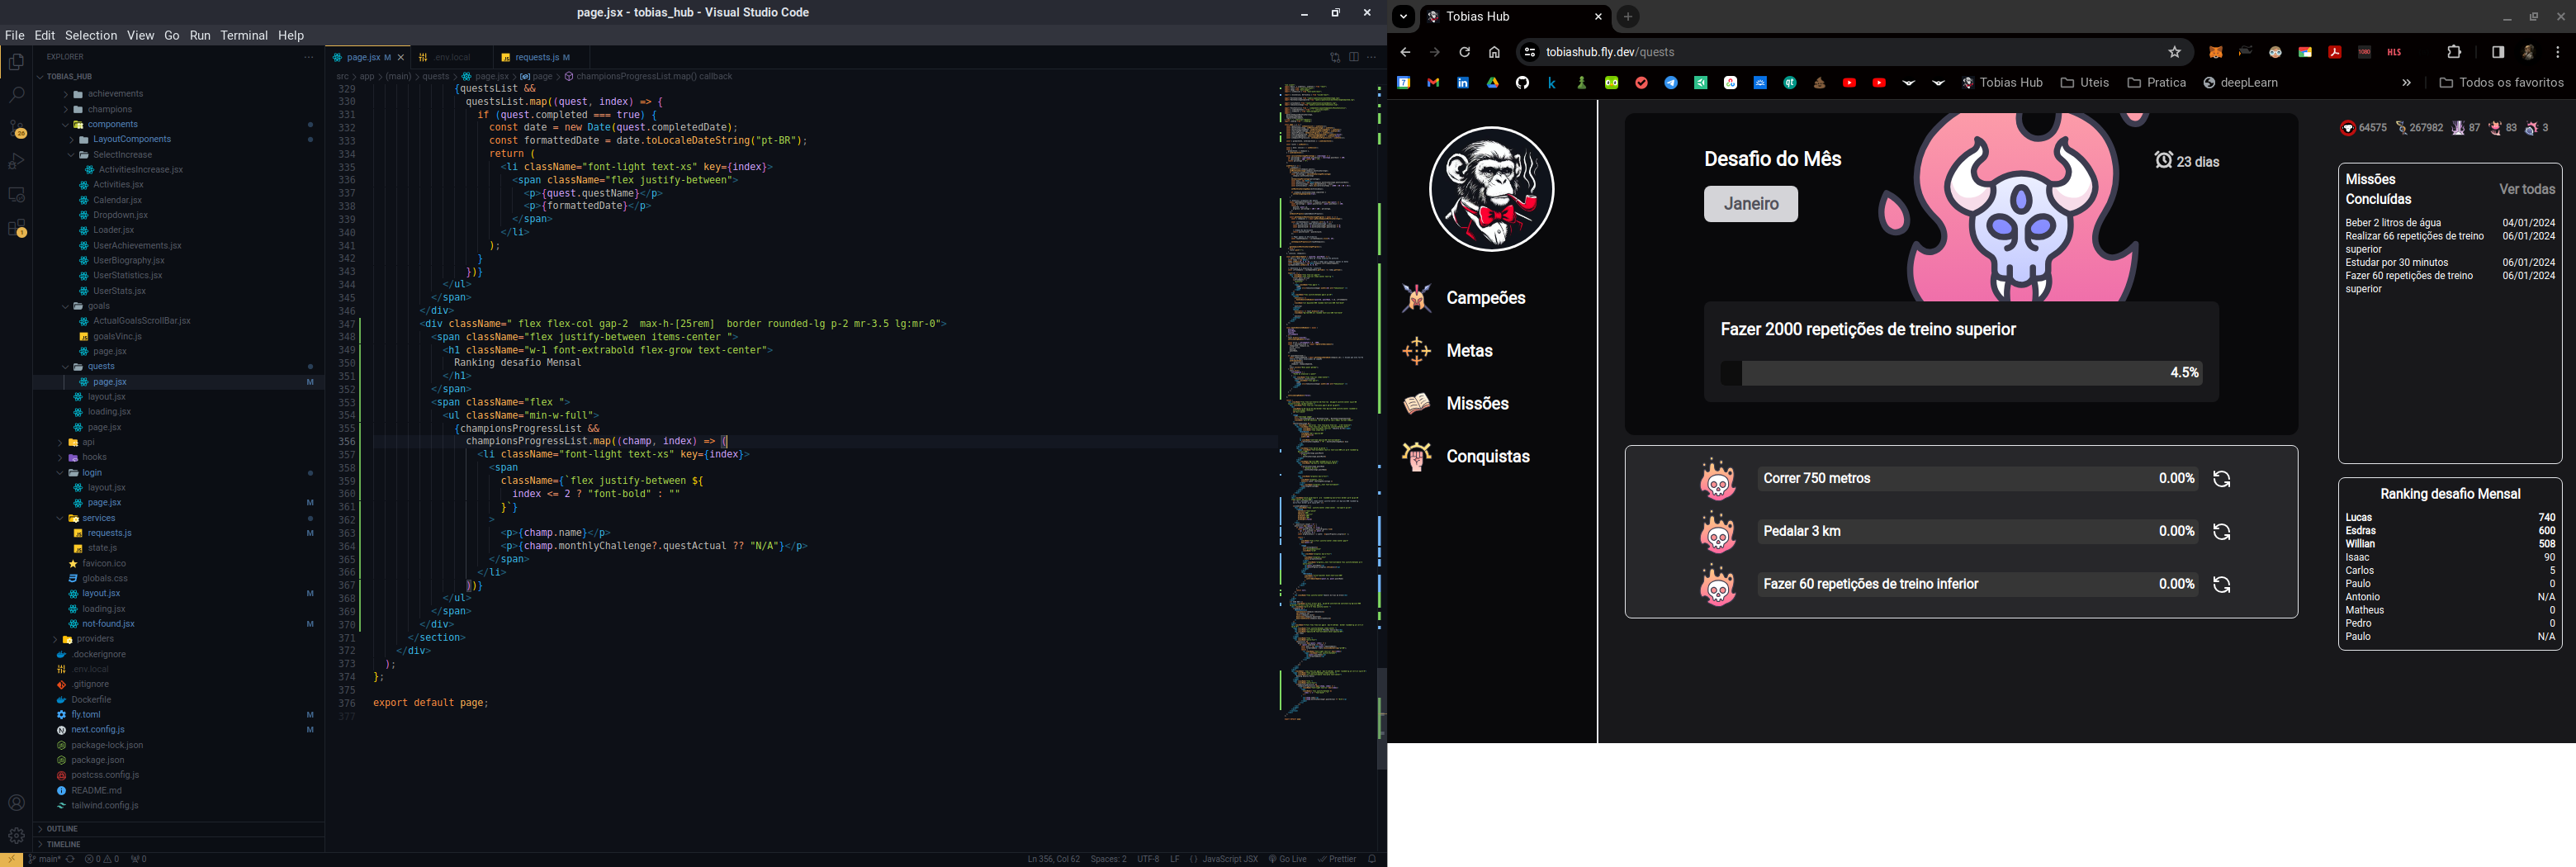 page.jsx - tobias_hub - Visual Studio Code
File Edit Selection View Go Run Terminal Help
EXPLORER
TOBIAS_HUB
achievements
champions
components
LayoutComponents
SelectIncrease
ActivitiesIncrease.jsx
Activities.jsx
Calendar.jsx
Dropdown.jsx
Loader.jsx
UserAchievements.jsx
UserBiography.jsx
UserStatistics.jsx
UserStats.jsx
goals
ActualGoalsScrollBar.jsx
goalsVinc.js
page.jsx
quests
page.jsx M
layout.jsx
loading.jsx
page.jsx
api
hooks
login
layout.jsx
page.jsx M
services
requests.js M
state.js
favicon.ico
globals.css
layout.jsx M
loading.jsx
not-found.jsx M
providers
.dockerignore
.env.local
.gitignore
Dockerfile
fly.toml M
next.config.js M
package-lock.json
package.json
postcss.config.js
README.md
tailwind.config.js
OUTLINE
TIMELINE
page.jsx M
.env.local
requests.js M
src > app > (main) > quests > page.jsx > page > championsProgressList.map() callback
329 {questsList &&
330 questsList.map((quest, index) => {
331 if (quest.completed === true) {
332 const date = new Date(quest.completedDate);
333 const formattedDate = date.toLocaleDateString("pt-BR");
334 return (
335 <li className="font-light text-xs" key={index}>
336 <span className="flex justify-between">
337 <p>{quest.questName}</p>
338 <p>{formattedDate}</p>
339 </span>
340 </li>
341 );
342 }
343 })}
344 </ul>
345 </span>
346 </div>
347 <div className=" flex flex-col gap-2  max-h-[25rem]  border rounded-lg p-2 mr-3.5 lg:mr-0">
348 <span className="flex justify-between items-center ">
349 <h1 className="w-1 font-extrabold flex-grow text-center">
350 Ranking desafio Mensal
351 </h1>
352 </span>
353 <span className="flex ">
354 <ul className="min-w-full">
355 {championsProgressList &&
356 championsProgressList.map((champ, index) => (
357 <li className="font-light text-xs" key={index}>
358 <span
359 className={`flex justify-between ${
360 index <= 2 ? "font-bold" : ""
361 }`}
362 >
363 <p>{champ.name}</p>
364 <p>{champ.monthlyChallenge?.questActual ?? "N/A"}</p>
365 </span>
366 </li>
367 ))}
368 </ul>
369 </span>
370 </div>
371 </section>
372 </div>
373 );
374 };
375
376 export default page;
377
main* 0 0 0
Ln 356, Col 62 Spaces: 2 UTF-8 LF JavaScript JSX Go Live Prettier
Tobias Hub
tobiashub.fly.dev/quests
HLS
Tobias Hub Uteis Pratica deepLearn » Todos os favoritos
Campeões
Metas
Missões
Conquistas
Desafio do Mês
Janeiro
23 dias
Fazer 2000 repetições de treino superior
4.5%
Correr 750 metros 0.00%
Pedalar 3 km 0.00%
Fazer 60 repetições de treino inferior 0.00%
64575 267982 87 83 3
Missões Concluídas
Ver todas
Beber 2 litros de água 04/01/2024
Realizar 66 repetições de treino superior 06/01/2024
Estudar por 30 minutos 06/01/2024
Fazer 60 repetições de treino superior 06/01/2024
Ranking desafio Mensal
Lucas 740
Esdras 600
Willian 508
Isaac 90
Carlos 5
Paulo 0
Antonio N/A
Matheus 0
Pedro 0
Paulo N/A